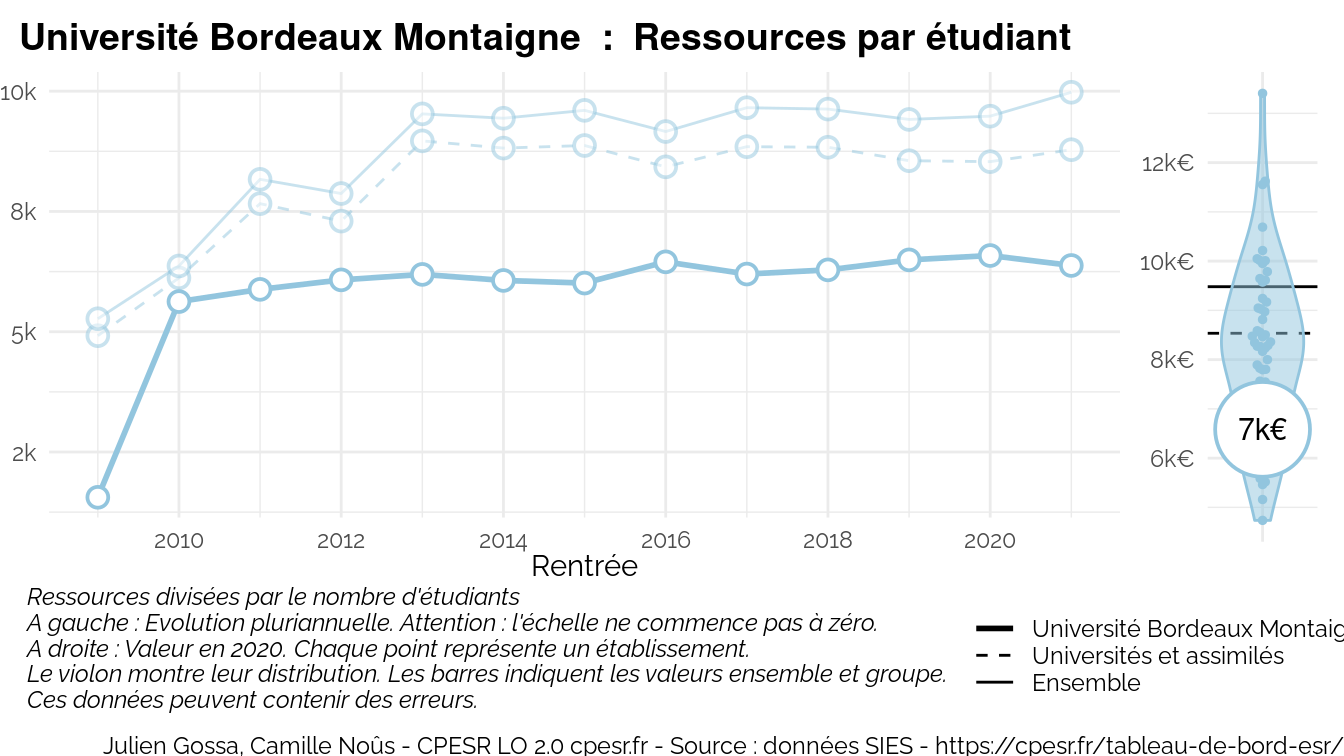 Université Bordeaux Montaigne : Ressources par étudiant
10k
8k
5k
2k
2010 2012 2014 2016 2018 2020
Rentrée
12k€
10k€
8k€
6k€
7k€
Ressources divisées par le nombre d'étudiants
A gauche : Evolution pluriannuelle. Attention : l'échelle ne commence pas à zéro.
A droite : Valeur en 2020. Chaque point représente un établissement.
Le violon montre leur distribution. Les barres indiquent les valeurs ensemble et groupe.
Ces données peuvent contenir des erreurs.
Université Bordeaux Montaig
Universités et assimilés
Ensemble
Julien Gossa, Camille Noûs - CPESR LO 2.0 cpesr.fr - Source : données SIES - https://cpesr.fr/tableau-de-bord-esr/